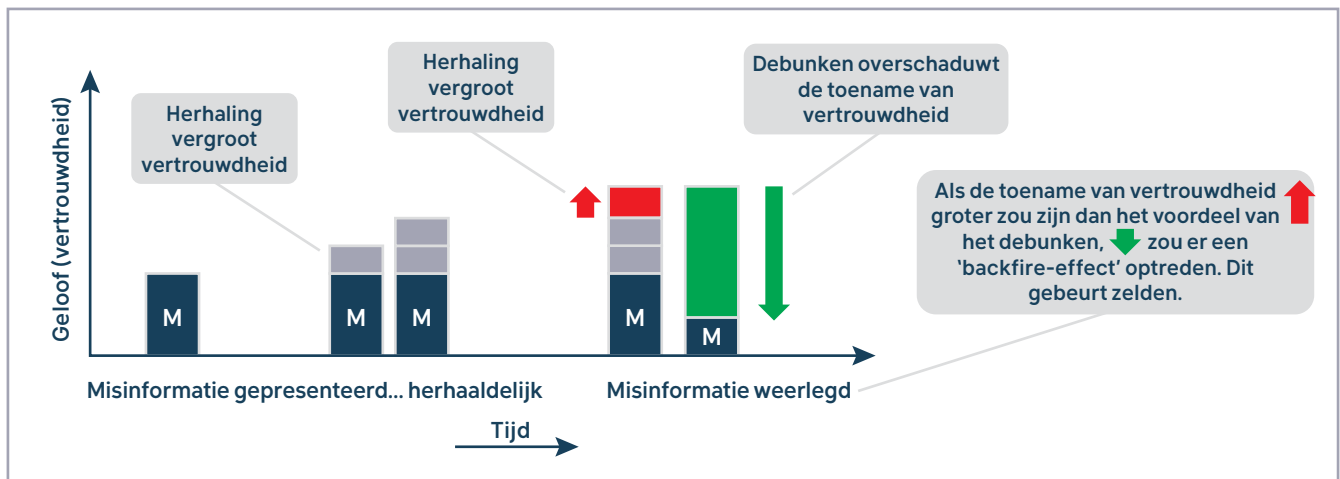 Geloof (vertrouwdheid)
Herhaling
vergroot
vertrouwdheid
Herhaling
vergroot
vertrouwdheid
Debunken overschaduwt
de toename van
vertrouwdheid
Als de toename van vertrouwdheid
groter zou zijn dan het voordeel van
het debunken, zou er een
‘backfire-effect’ optreden. Dit
gebeurt zelden.
M
M
M
M
M
Misinformatie gepresenteerd... herhaaldelijk
Misinformatie weerlegd
Tijd